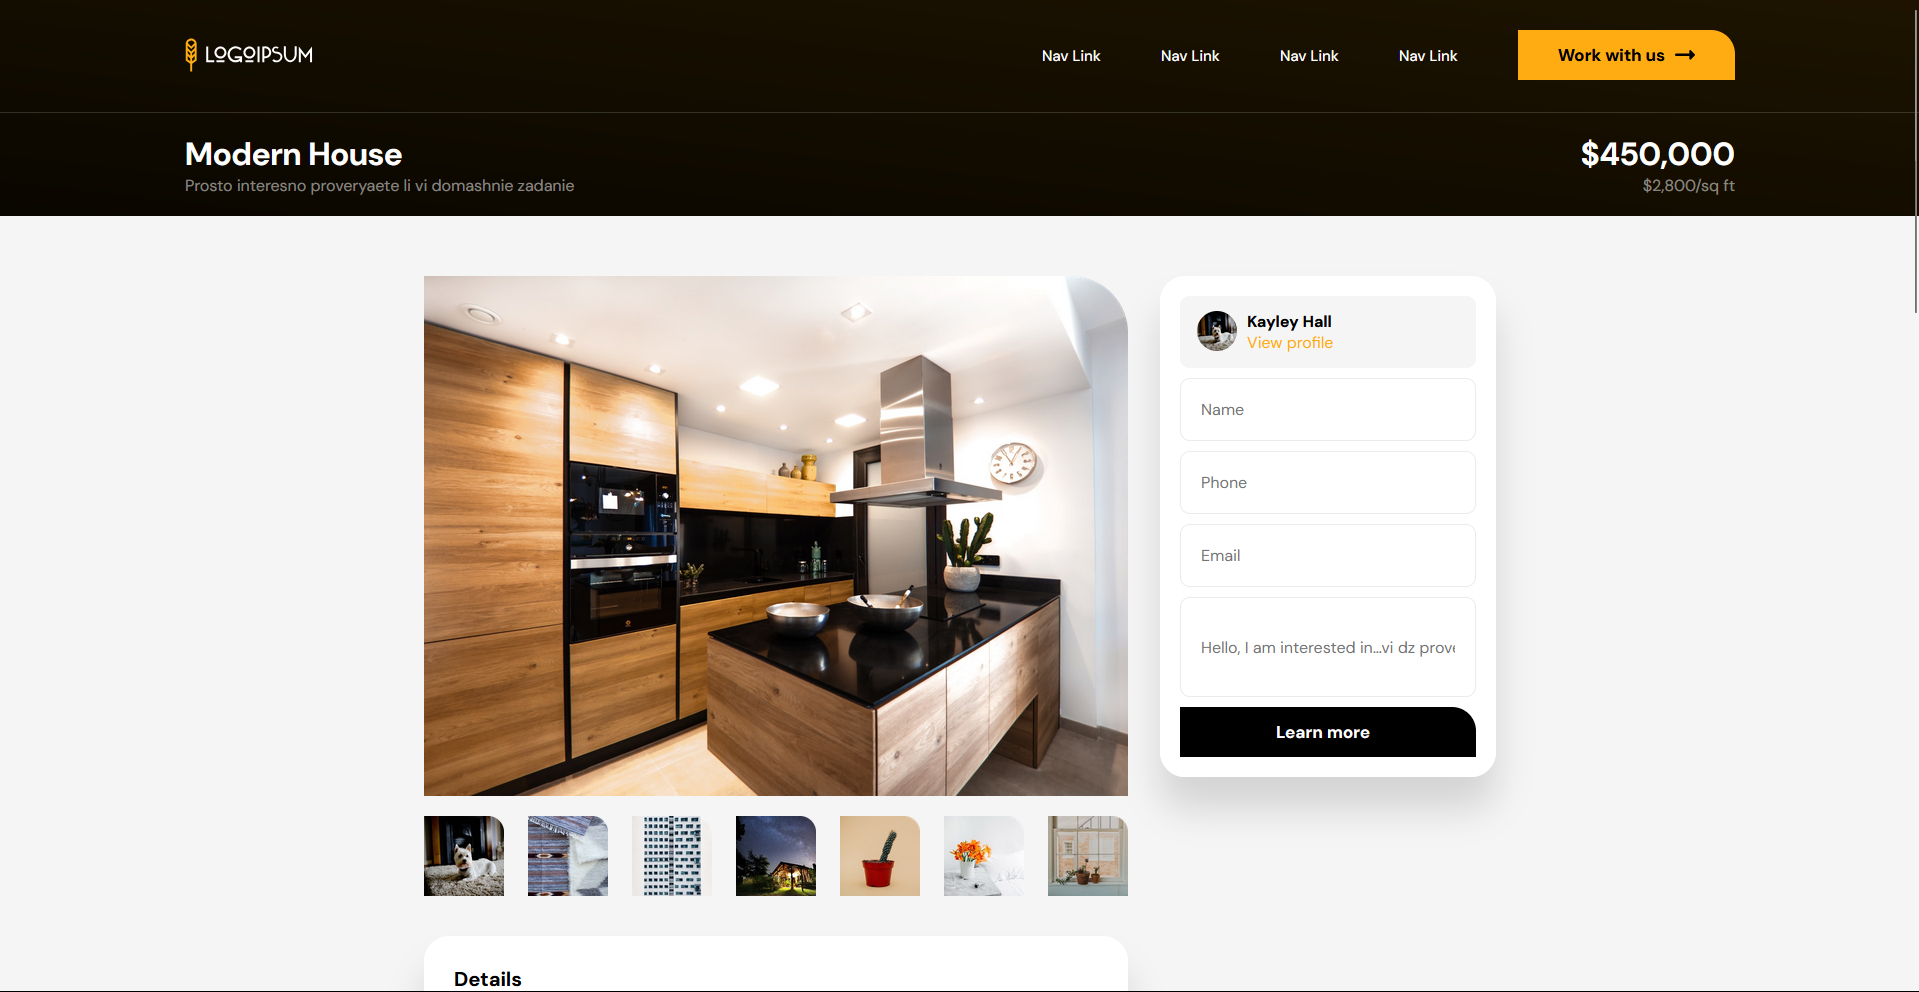 LOGOIPSUM
Nav Link
Nav Link
Nav Link
Nav Link
Work with us
Modern House
$450,000
Prosto interesno proveryaete li vi domashnie zadanie
$2,800/sq ft
Kayley Hall
View profile
Name
Phone
Email
Hello, I am interested in...vi dz prove
Learn more
Details